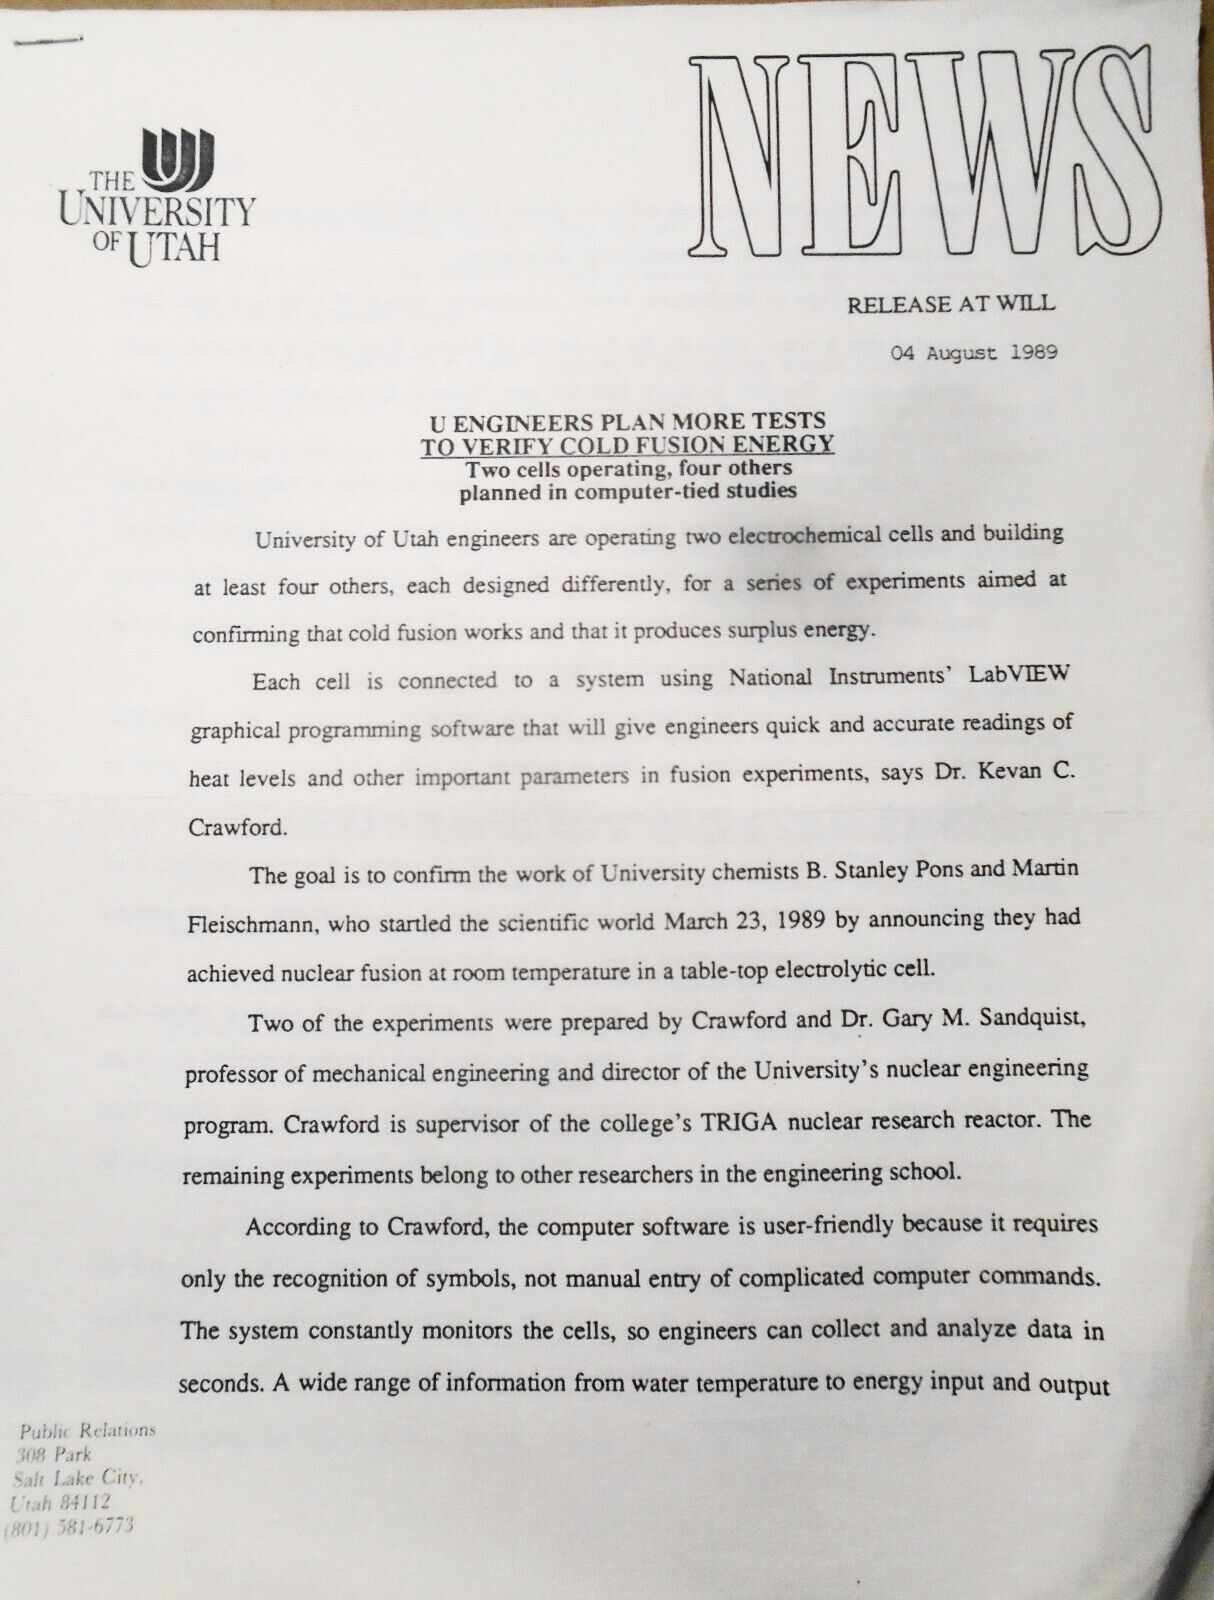 NEWS
THE
UNIVERSITY
OF UTAH
RELEASE AT WILL
04 August 1989
U ENGINEERS PLAN MORE TESTS
TO VERIFY COLD FUSION ENERGY
Two cells operating, four others
planned in computer-tied studies
University of Utah engineers are operating two electrochemical cells and building
at least four others, each designed differently, for a series of experiments aimed at
confirming that cold fusion works and that it produces surplus energy.
Each cell is connected to a system using National Instruments' LabVIEW
graphical programming software that will give engineers quick and accurate readings of
heat levels and other important parameters in fusion experiments, says Dr. Kevan C.
Crawford.
The goal is to confirm the work of University chemists B. Stanley Pons and Martin
Fleischmann, who startled the scientific world March 23, 1989 by announcing they had
achieved nuclear fusion at room temperature in a table-top electrolytic cell.
Two of the experiments were prepared by Crawford and Dr. Gary M. Sandquist,
professor of mechanical engineering and director of the University's nuclear engineering
program. Crawford is supervisor of the college's TRIGA nuclear research reactor. The
remaining experiments belong to other researchers in the engineering school.
According to Crawford, the computer software is user-friendly because it requires
only the recognition of symbols, not manual entry of complicated computer commands.
The system constantly monitors the cells, so engineers can collect and analyze data in
seconds. A wide range of information from water temperature to energy input and output
Public Relations
308 Park
Salt Lake City,
Utah 84112
(801) 581-6773